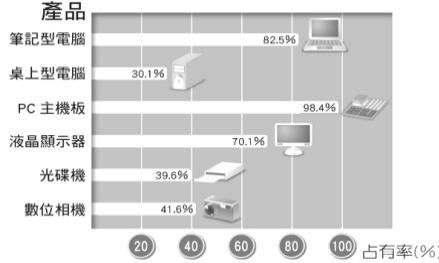 產品
筆記型電腦 82.5%
桌上型電腦 30.1%
PC 主機板 98.4%
液晶顯示器 70.1%
光碟機 39.6%
數位相機 41.6%
20 40 60 80 100 占有率(%)